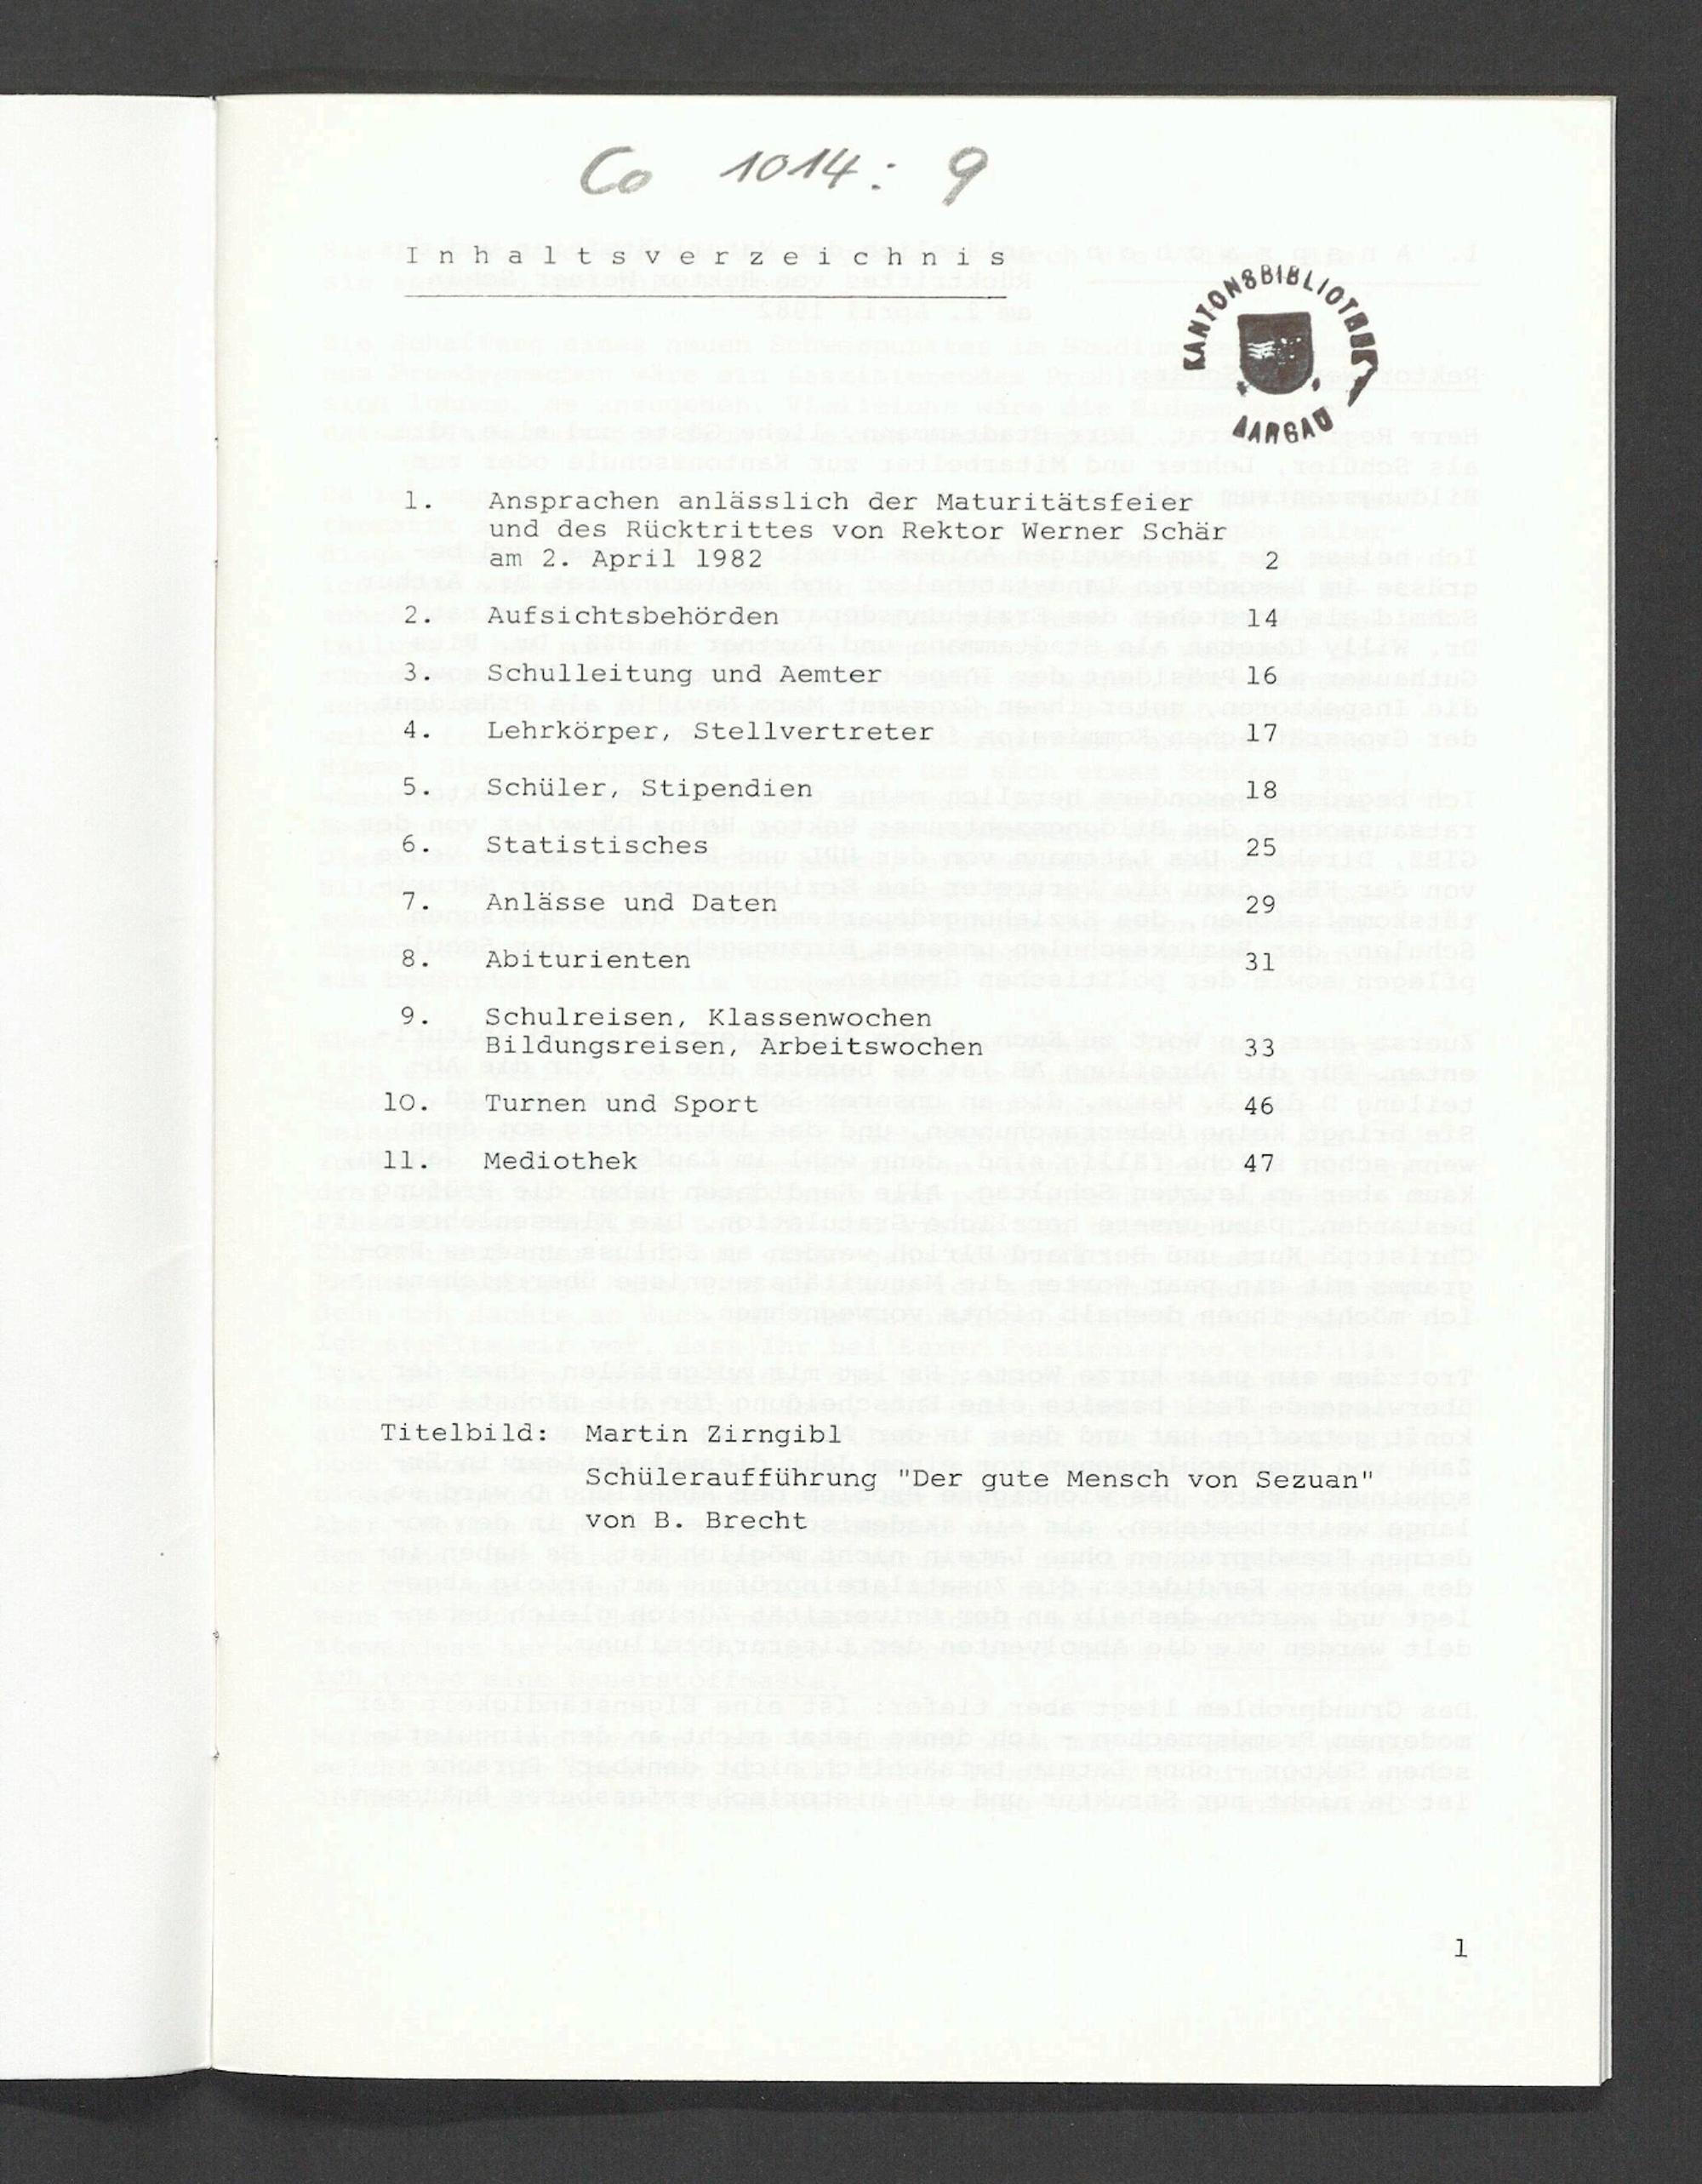 Co 1014: 9
Inhaltsverzeichnis
KANTONSBIBLIOTHEK
AARGAU
1. Ansprachen anlässlich der Maturitätsfeier
und des Rücktrittes von Rektor Werner Schär
am 2. April 1982 2
2. Aufsichtsbehörden 14
3. Schulleitung und Aemter 16
4. Lehrkörper, Stellvertreter 17
5. Schüler, Stipendien 18
6. Statistisches 25
7. Anlässe und Daten 29
8. Abiturienten 31
9. Schulreisen, Klassenwochen
Bildungsreisen, Arbeitswochen 33
10. Turnen und Sport 46
11. Mediothek 47
Titelbild: Martin Zirngibl
Schüleraufführung "Der gute Mensch von Sezuan"
von B. Brecht
1